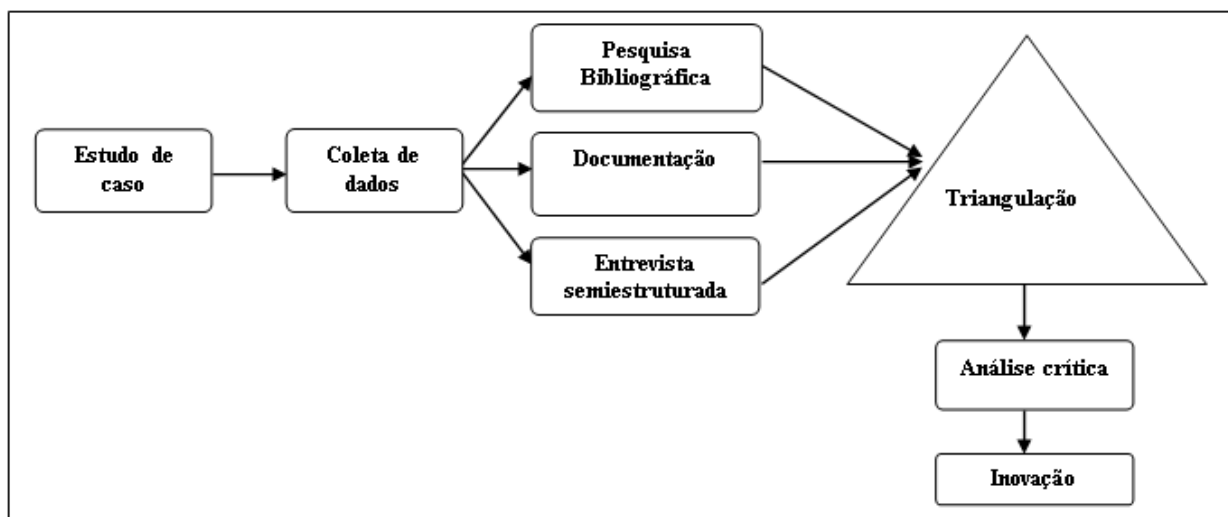 Estudo de
caso
Coleta de
dados
Pesquisa
Bibliográfica
Documentação
Entrevista
semiestruturada
Triangulação
Análise crítica
Inovação